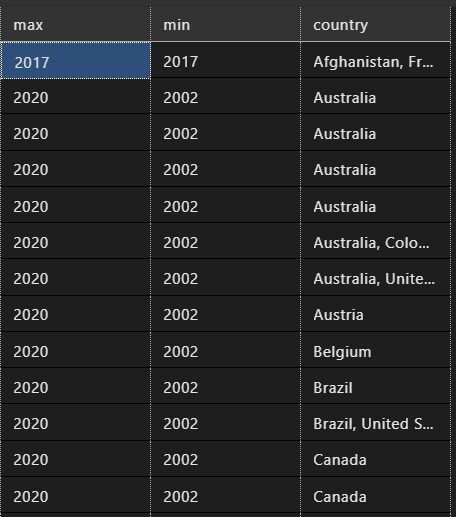 max min country
2017 2017 Afghanistan, Fr...
2020 2002 Australia
2020 2002 Australia
2020 2002 Australia
2020 2002 Australia
2020 2002 Australia, Colo...
2020 2002 Australia, Unite...
2020 2002 Austria
2020 2002 Belgium
2020 2002 Brazil
2020 2002 Brazil, United S...
2020 2002 Canada
2020 2002 Canada